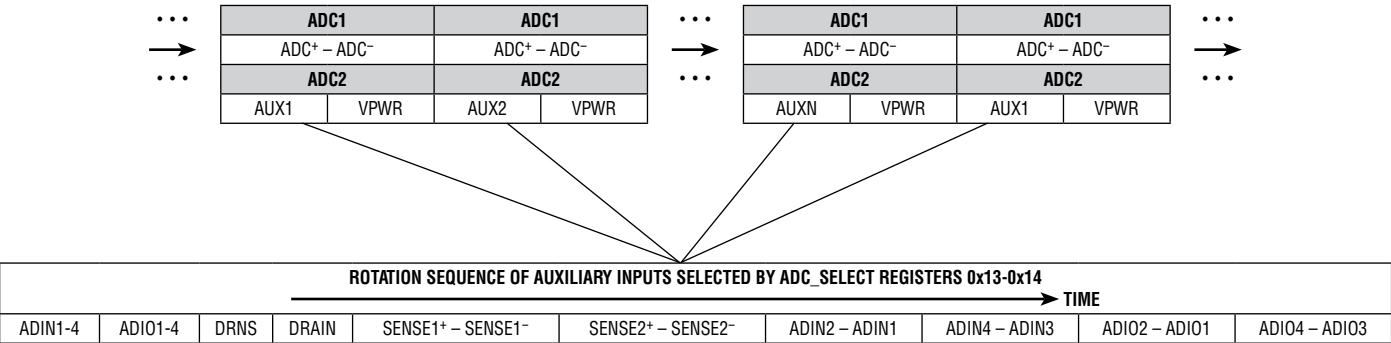 ••• ADC1 ADC1 ••• ADC1 ADC1 •••
ADC⁺ – ADC⁻ ADC⁺ – ADC⁻ ADC⁺ – ADC⁻ ADC⁺ – ADC⁻
••• ADC2 ADC2 ••• ADC2 ADC2 •••
AUX1 VPWR AUX2 VPWR AUXN VPWR AUX1 VPWR
ROTATION SEQUENCE OF AUXILIARY INPUTS SELECTED BY ADC_SELECT REGISTERS 0x13-0x14
TIME
ADIN1-4 ADIO1-4 DRNS DRAIN SENSE1⁺ – SENSE1⁻ SENSE2⁺ – SENSE2⁻ ADIN2 – ADIN1 ADIN4 – ADIN3 ADIO2 – ADIO1 ADIO4 – ADIO3